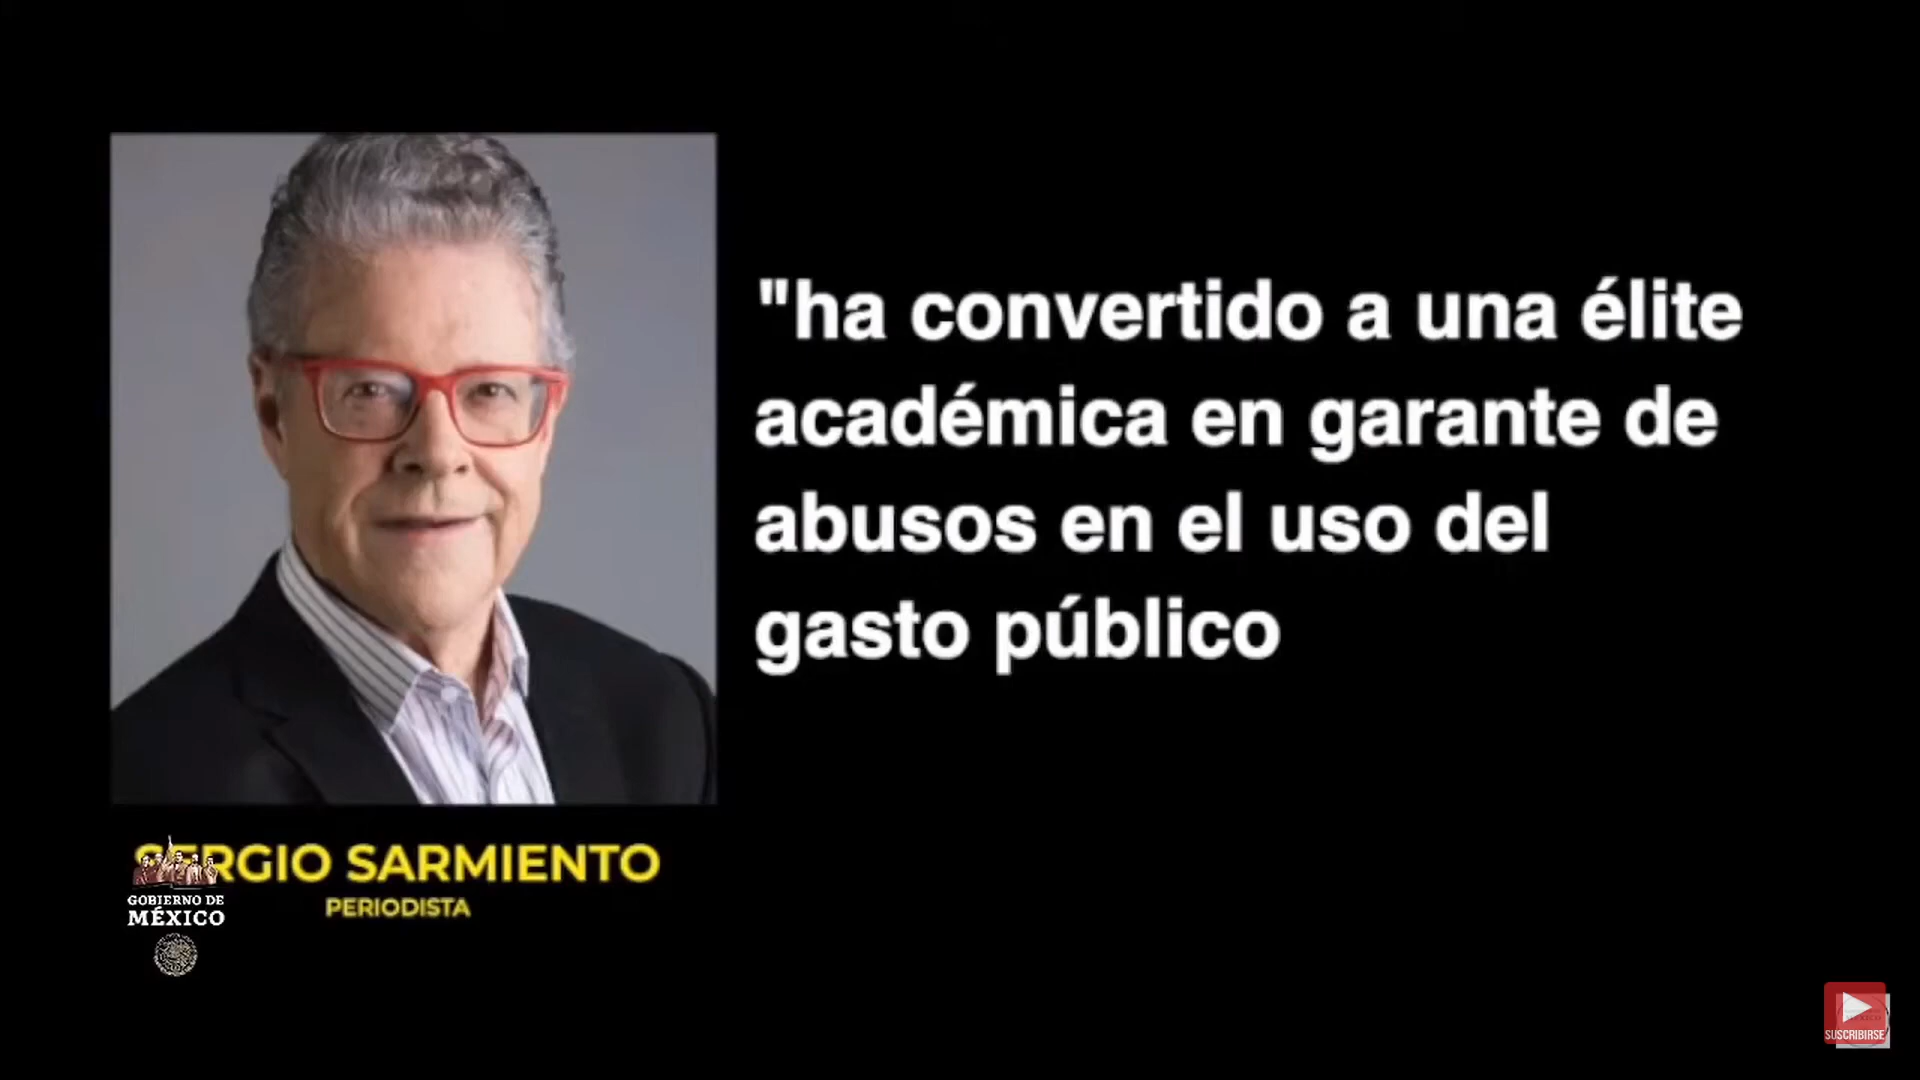 "ha convertido a una élite
académica en garante de
abusos en el uso del
gasto público
SERGIO SARMIENTO
PERIODISTA
GOBIERNO DE
MÉXICO
SUSCRIBIRSE